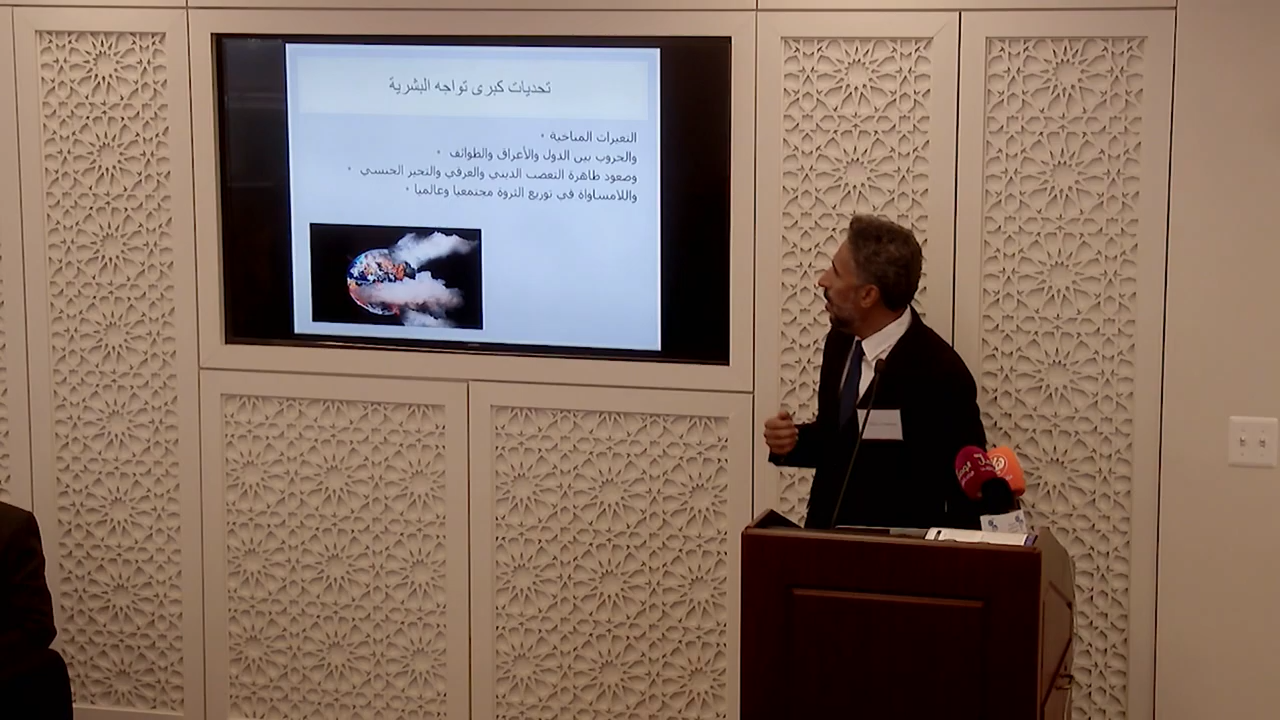 تحديات كبرى تواجه البشرية
التغيرات المناخية
والحروب بين الدول والأعراق والطوائف
وصعود ظاهرة التعصب الديني والعرقي والتحيز الجنسي
واللامساواة في توزيع الثروة مجتمعيا وعالميا